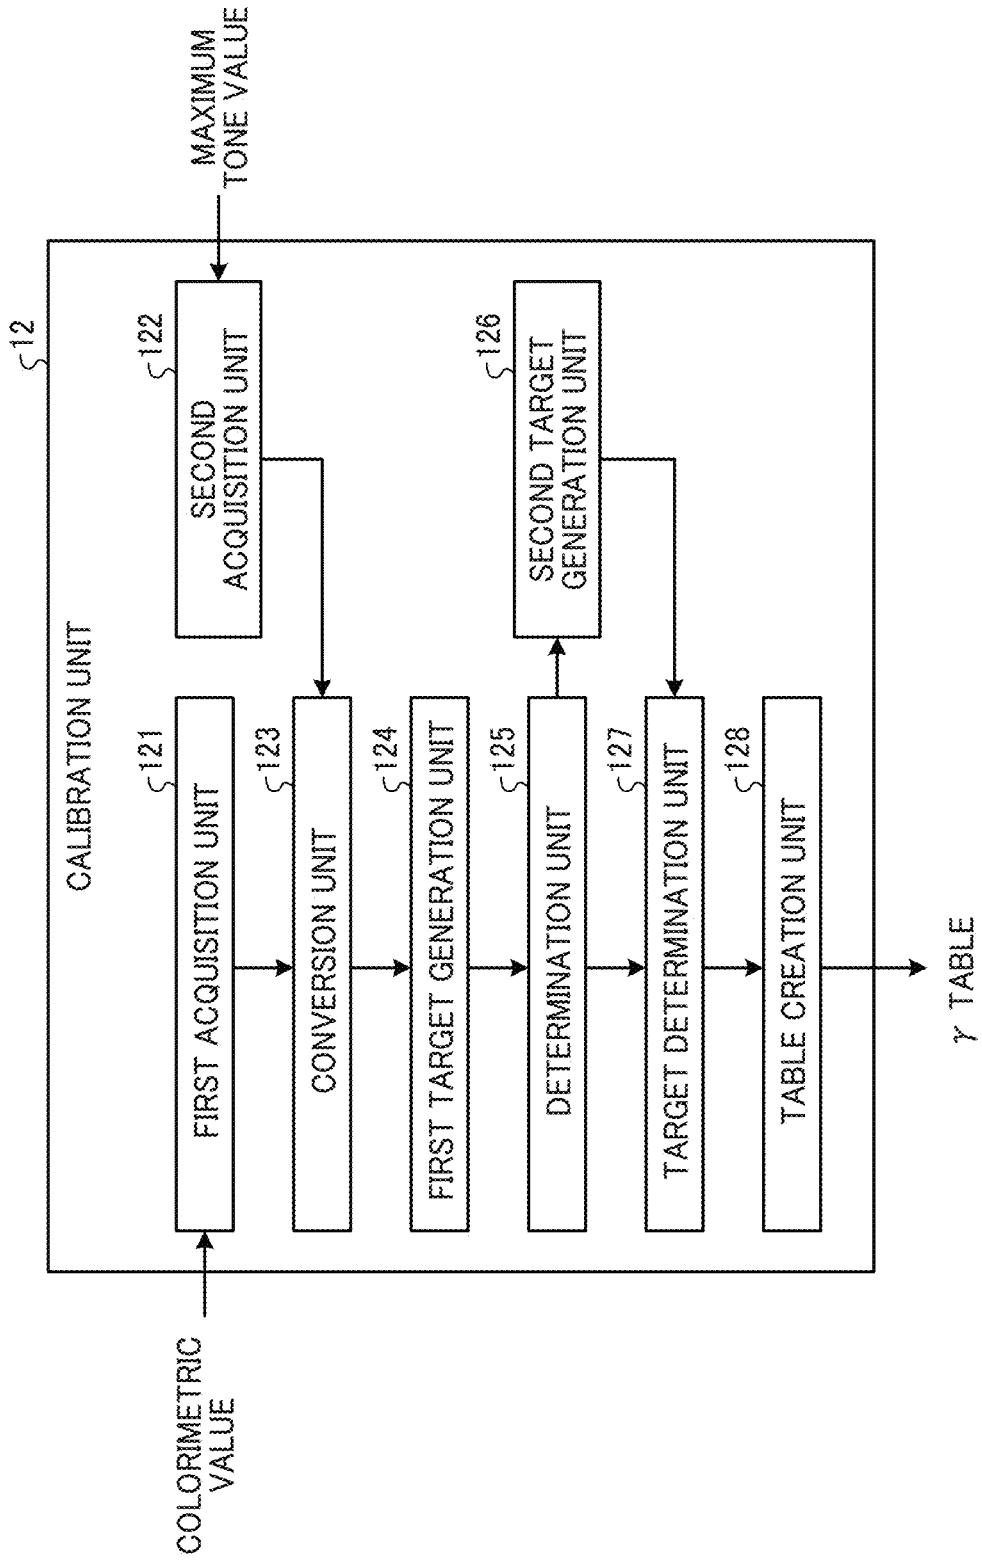 12
CALIBRATION UNIT
COLORIMETRIC
VALUE
121
FIRST ACQUISITION UNIT
122
SECOND
ACQUISITION UNIT
MAXIMUM
TONE VALUE
123
CONVERSION UNIT
124
FIRST TARGET GENERATION UNIT
125
DETERMINATION UNIT
126
SECOND TARGET
GENERATION UNIT
127
TARGET DETERMINATION UNIT
128
TABLE CREATION UNIT
γ TABLE